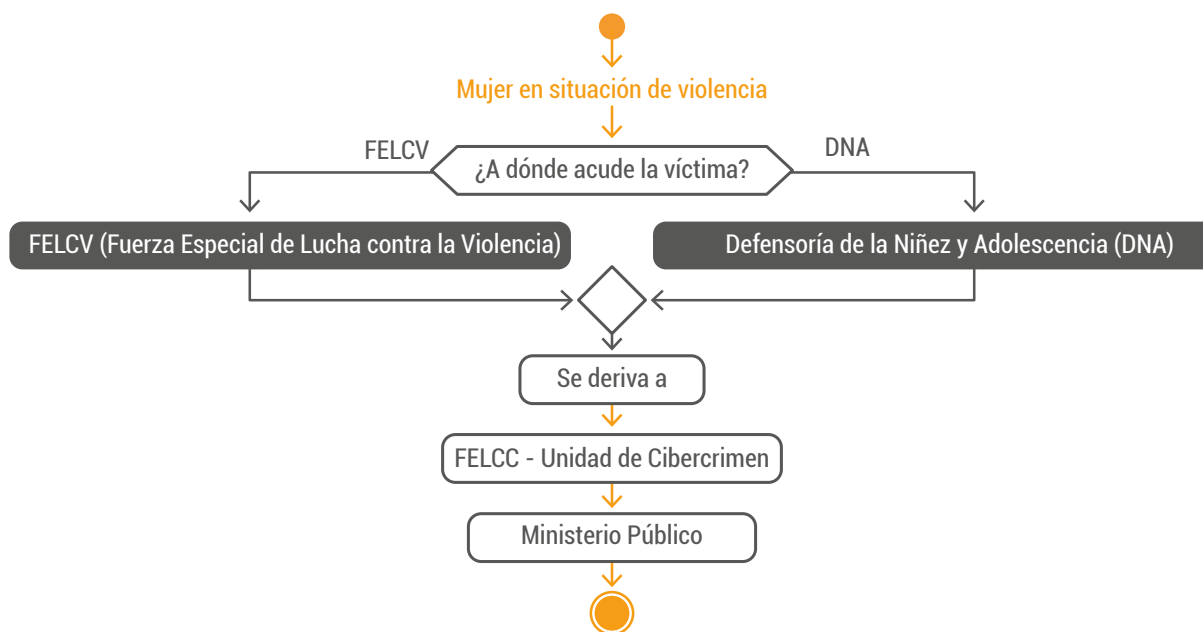 Mujer en situación de violencia
FELCV
¿A dónde acude la víctima?
DNA
FELCV (Fuerza Especial de Lucha contra la Violencia)
Defensoría de la Niñez y Adolescencia (DNA)
Se deriva a
FELCC - Unidad de Cibercrimen
Ministerio Público